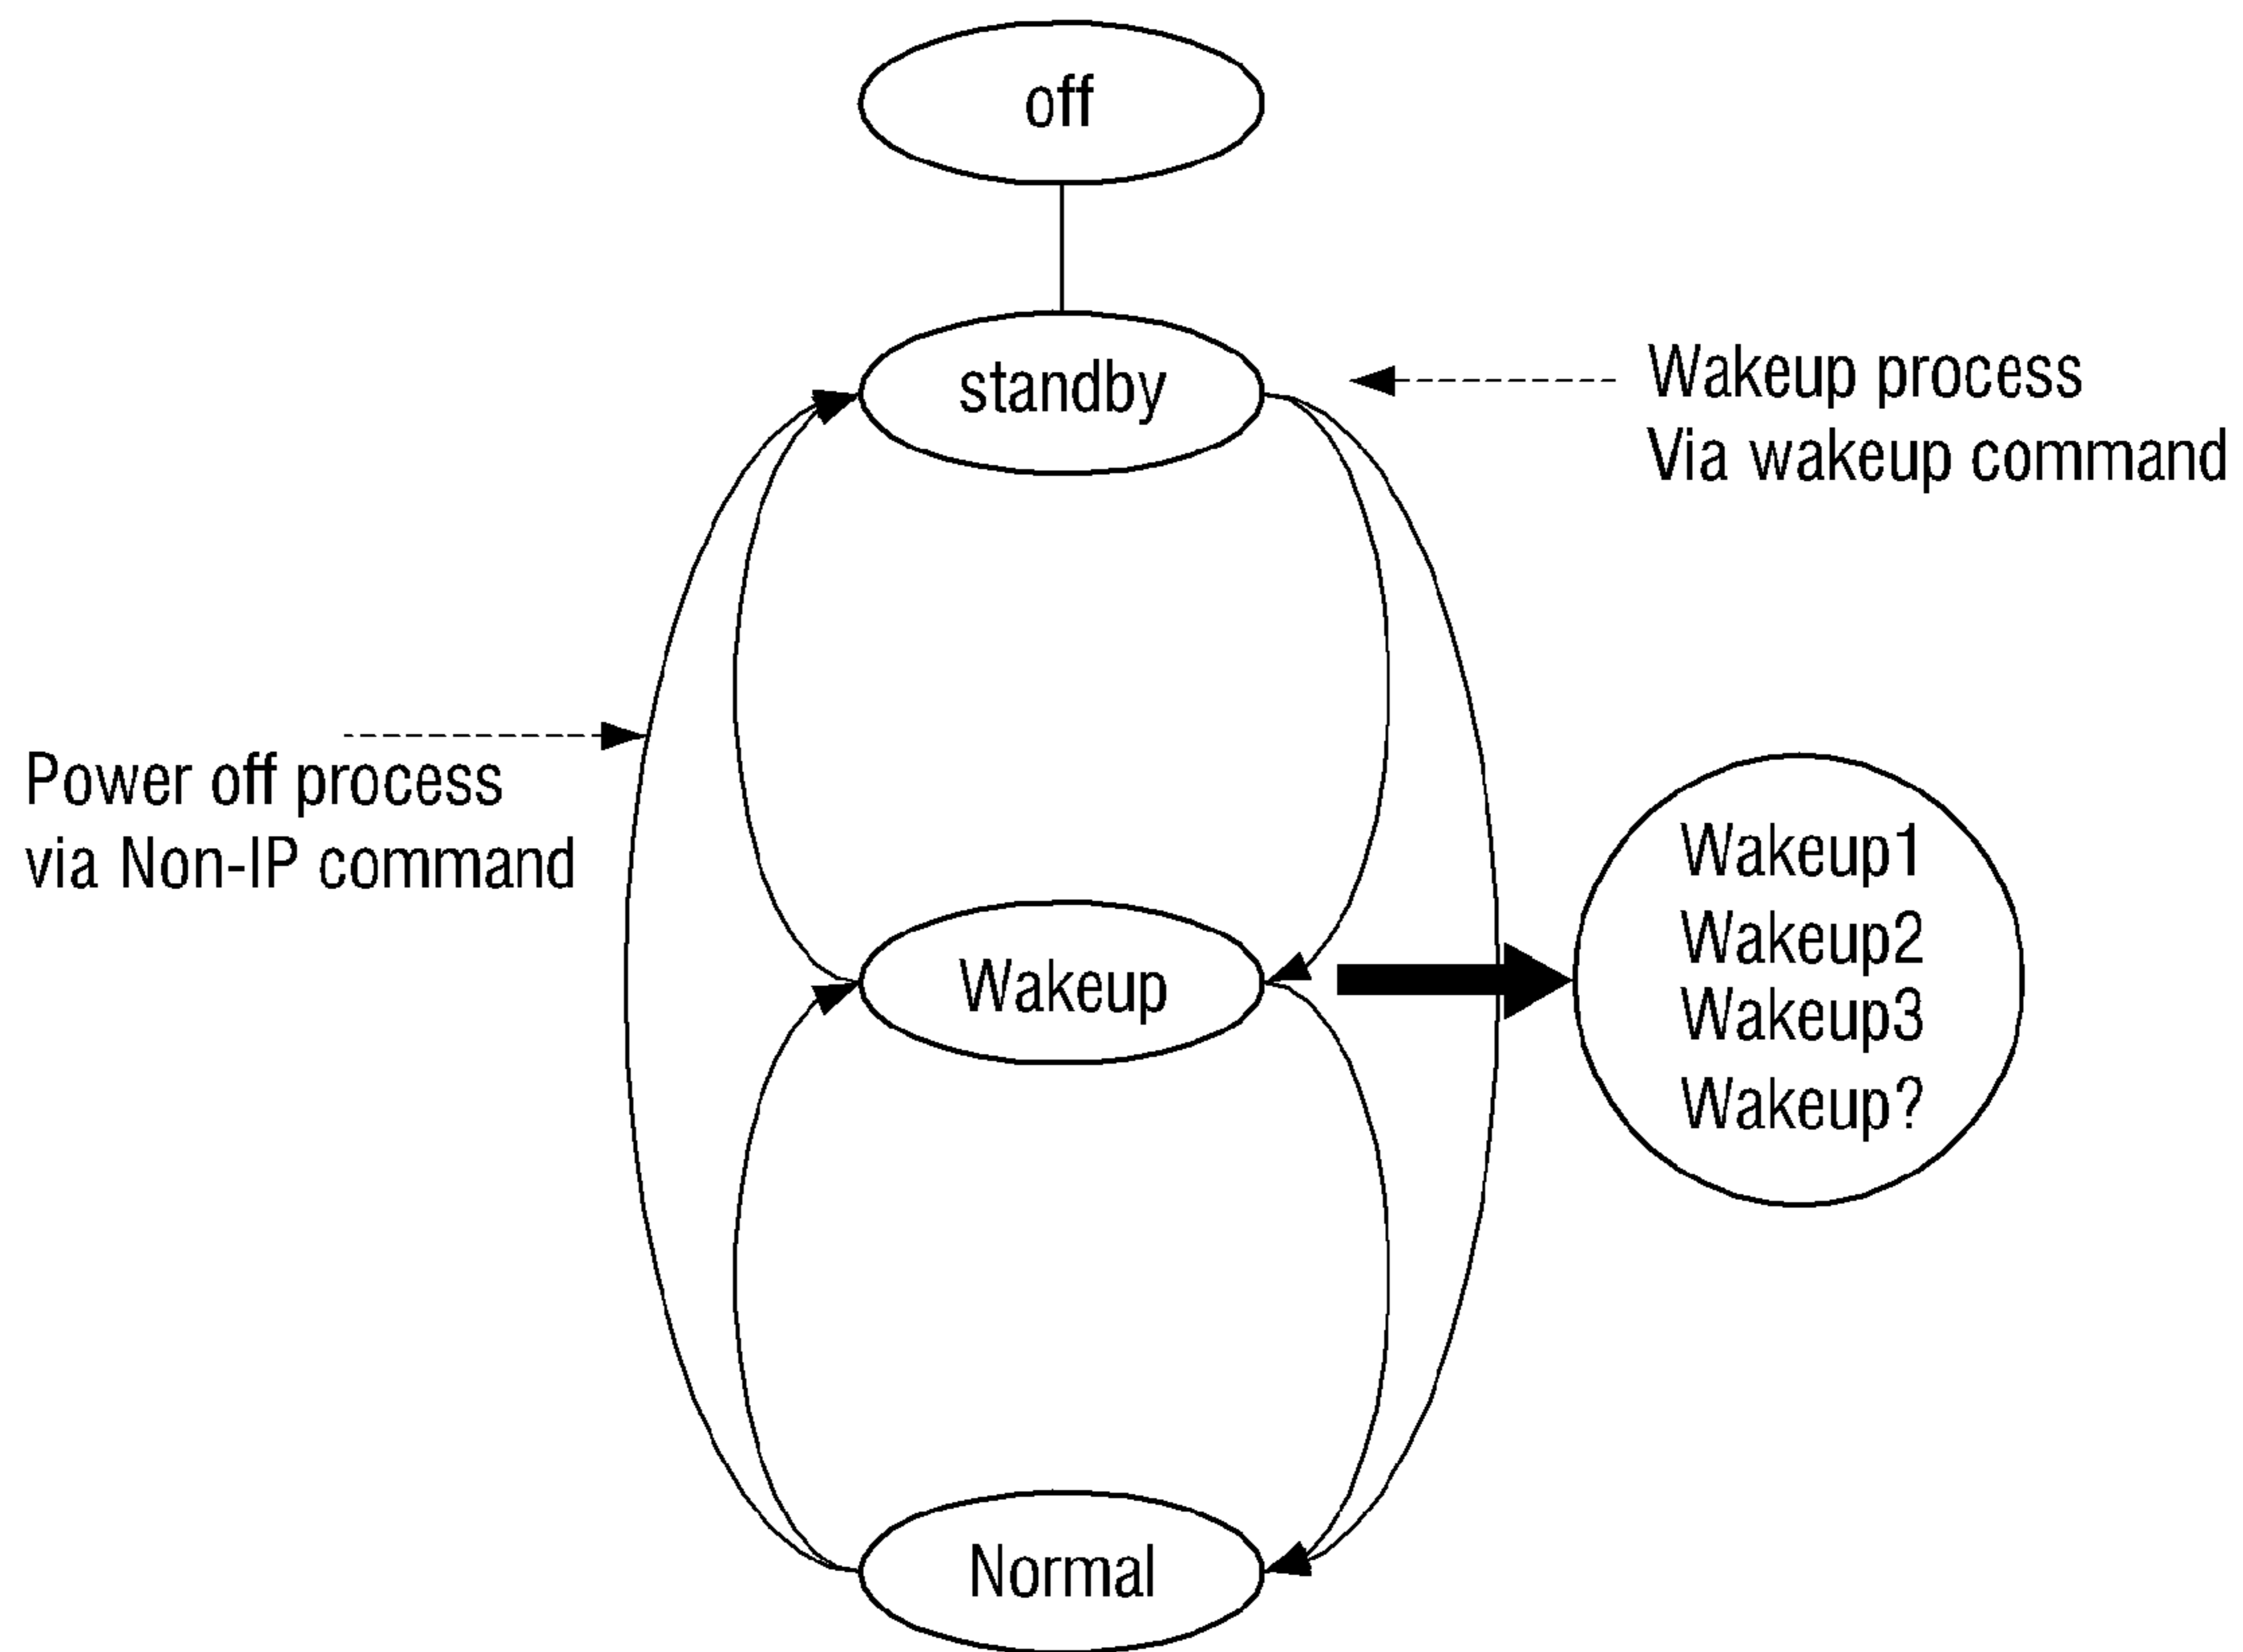 off
standby
Wakeup process
Via wakeup command
Power off process
via Non-IP command
Wakeup
Wakeup1
Wakeup2
Wakeup3
Wakeup?
Normal